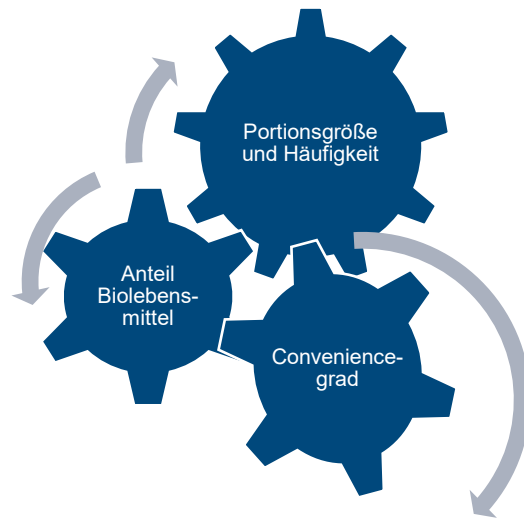 Portionsgröße
und Häufigkeit
Anteil
Biolebens-
mittel
Convenience-
grad